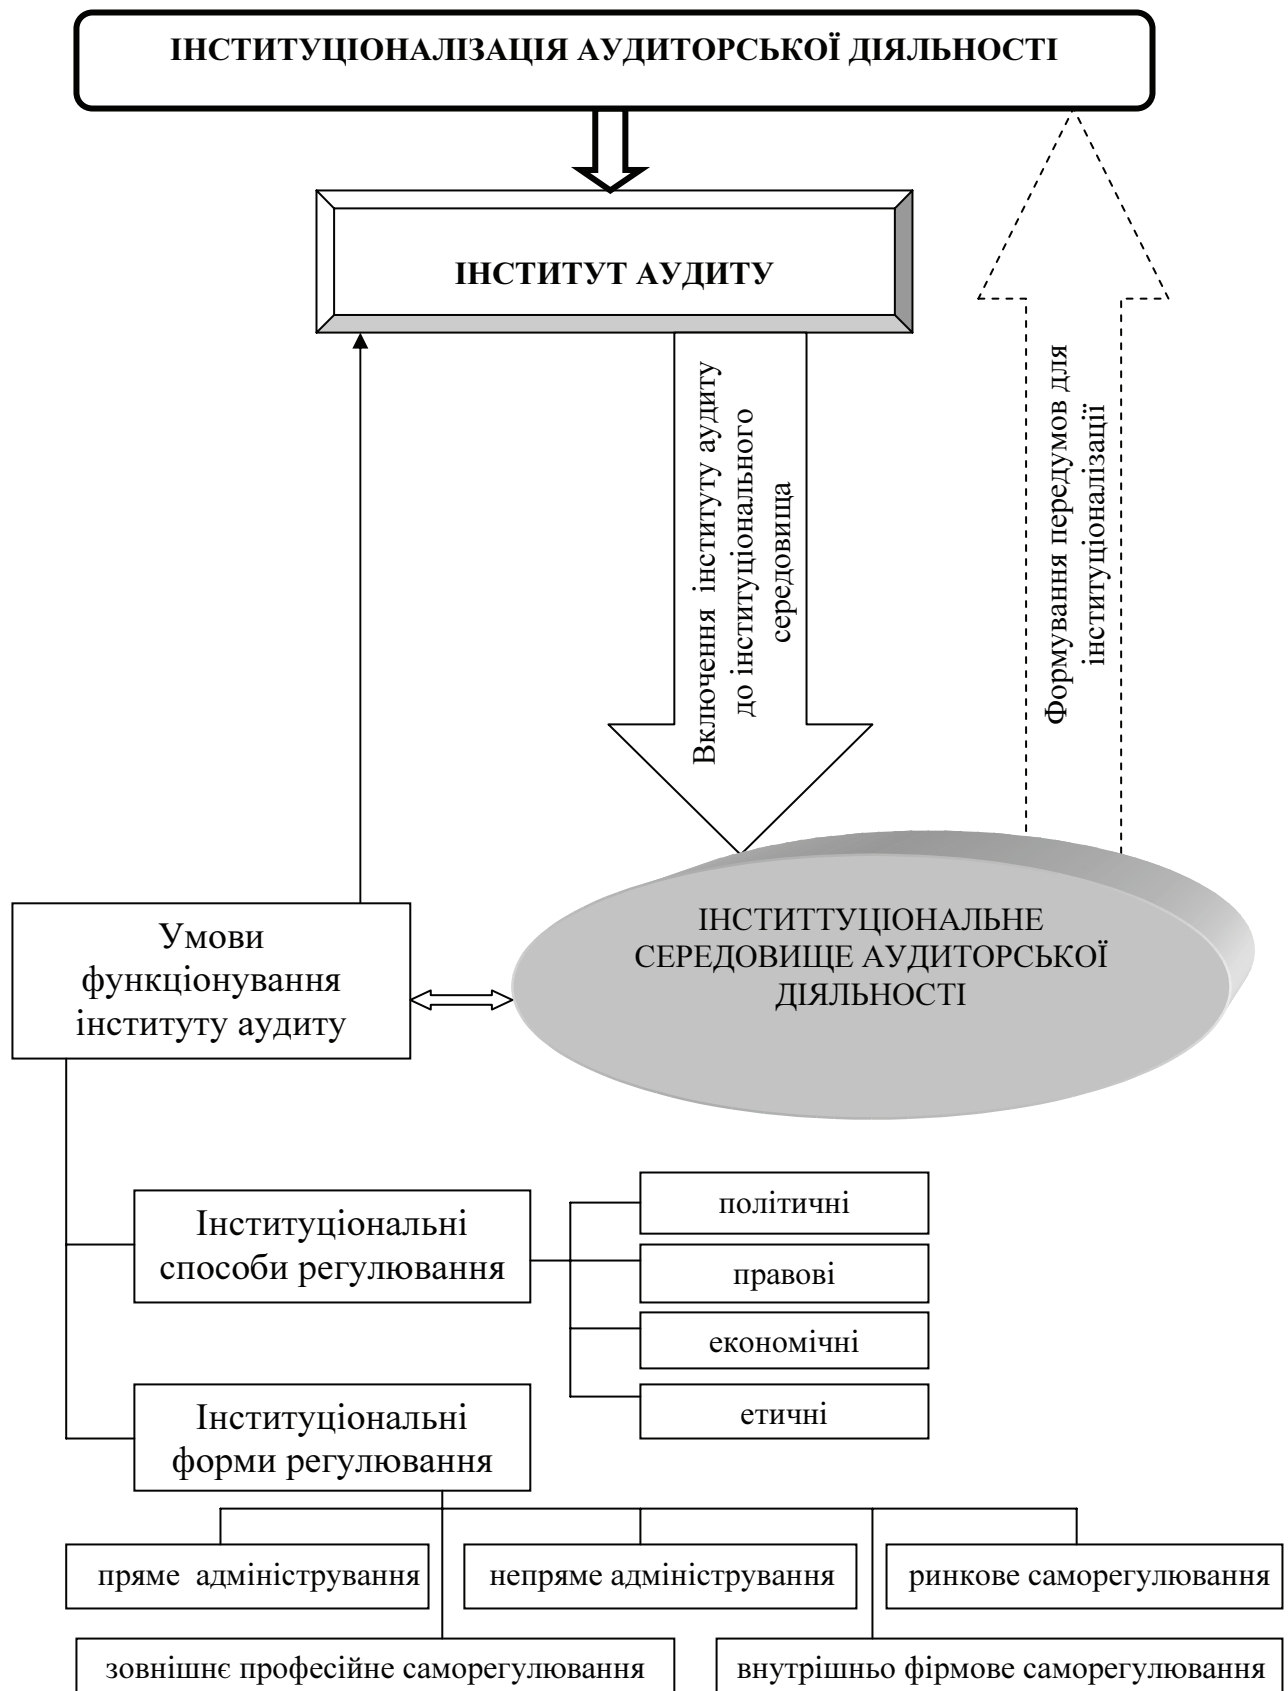 ІНСТИТУЦІОНАЛІЗАЦІЯ АУДИТОРСЬКОЇ ДІЯЛЬНОСТІ
ІНСТИТУТ АУДИТУ
Включення інституту аудиту
до інституціонального
середовища
Формування передумов для
інституціоналізації
Умови
функціонування
інституту аудиту
ІНСТИТТУЦІОНАЛЬНЕ
СЕРЕДОВИЩЕ АУДИТОРСЬКОЇ
ДІЯЛЬНОСТІ
Інституціональні
способи регулювання
політичні
правові
економічні
етичні
Інституціональні
форми регулювання
пряме адміністрування
непряме адміністрування
ринкове саморегулювання
зовнішнє професійне саморегулювання
внутрішньо фірмове саморегулювання